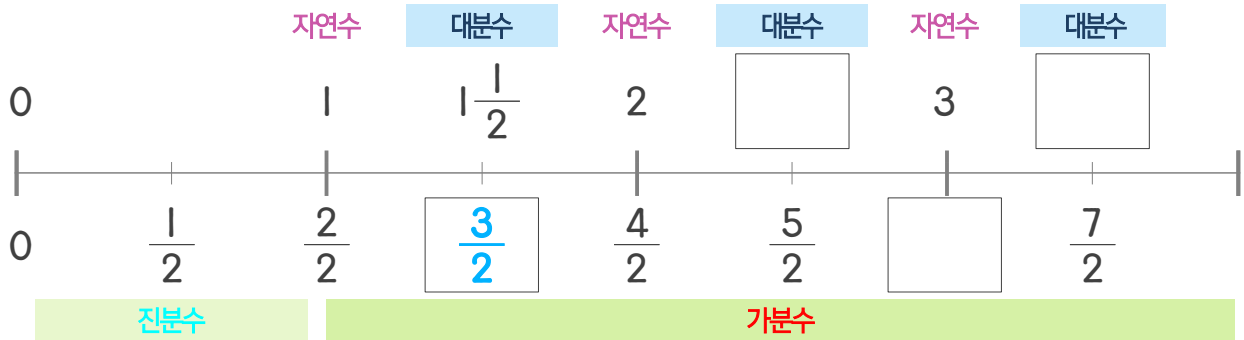 자연수 대분수 자연수 대분수 자연수 대분수
0 1 1 1/2 2 3
0 1/2 2/2 3/2 4/2 5/2 7/2
진분수 가분수